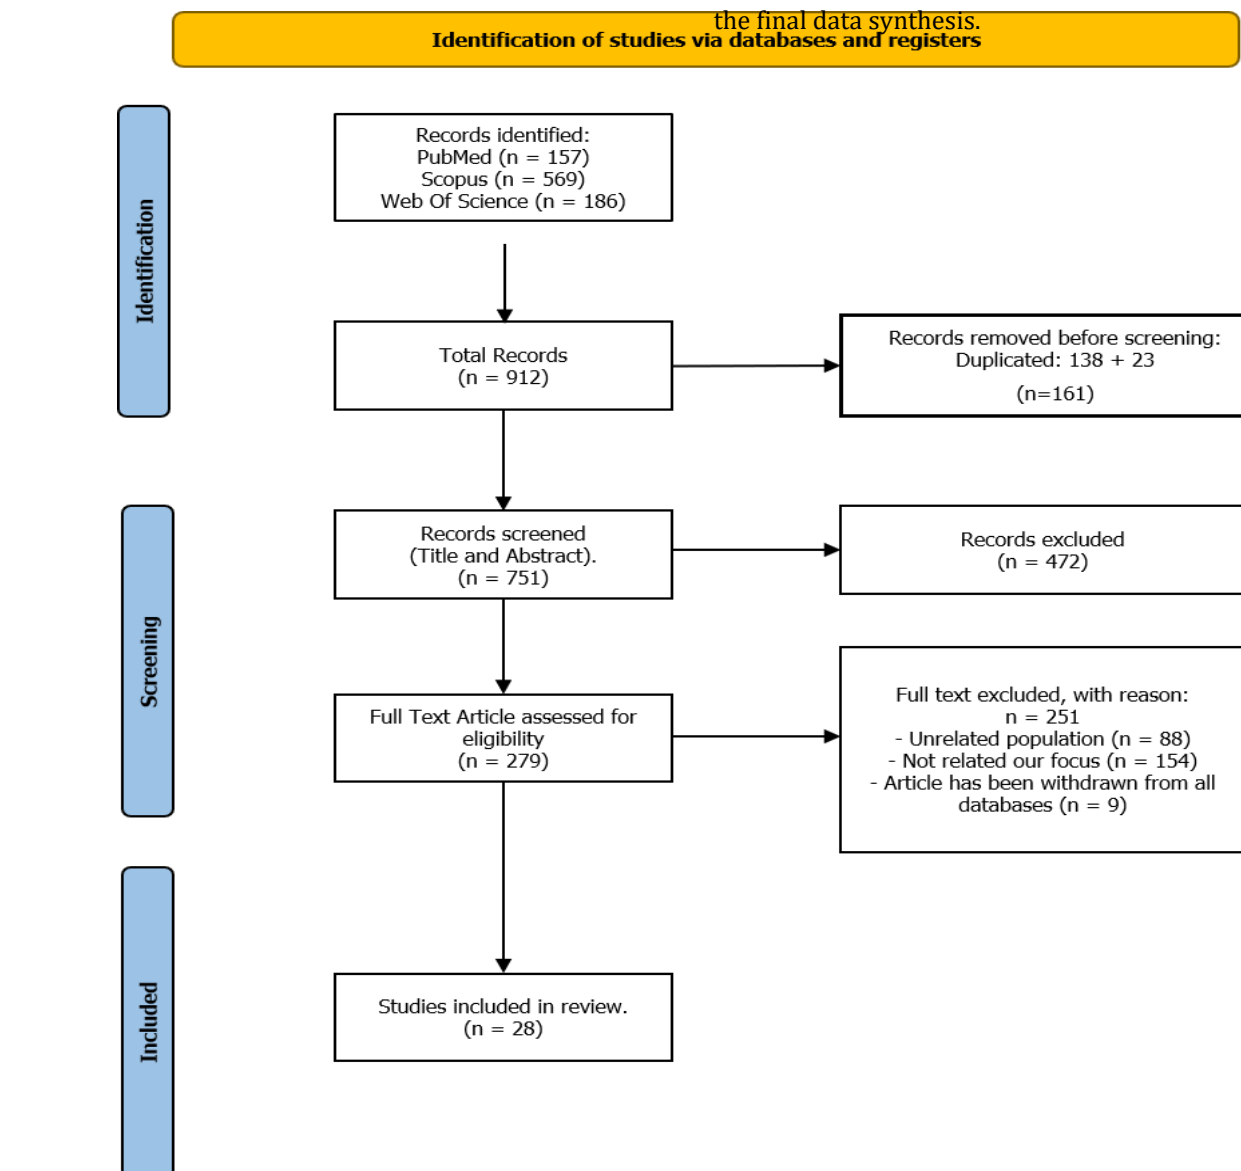 the final data synthesis.
Identification of studies via databases and registers
Identification
Records identified:
PubMed (n = 157)
Scopus (n = 569)
Web Of Science (n = 186)
Total Records
(n = 912)
Records removed before screening:
Duplicated: 138 + 23
(n=161)
Screening
Records screened
(Title and Abstract).
(n = 751)
Records excluded
(n = 472)
Full Text Article assessed for
eligibility
(n = 279)
Full text excluded, with reason:
n = 251
- Unrelated population (n = 88)
- Not related our focus (n = 154)
- Article has been withdrawn from all
databases (n = 9)
Included
Studies included in review.
(n = 28)